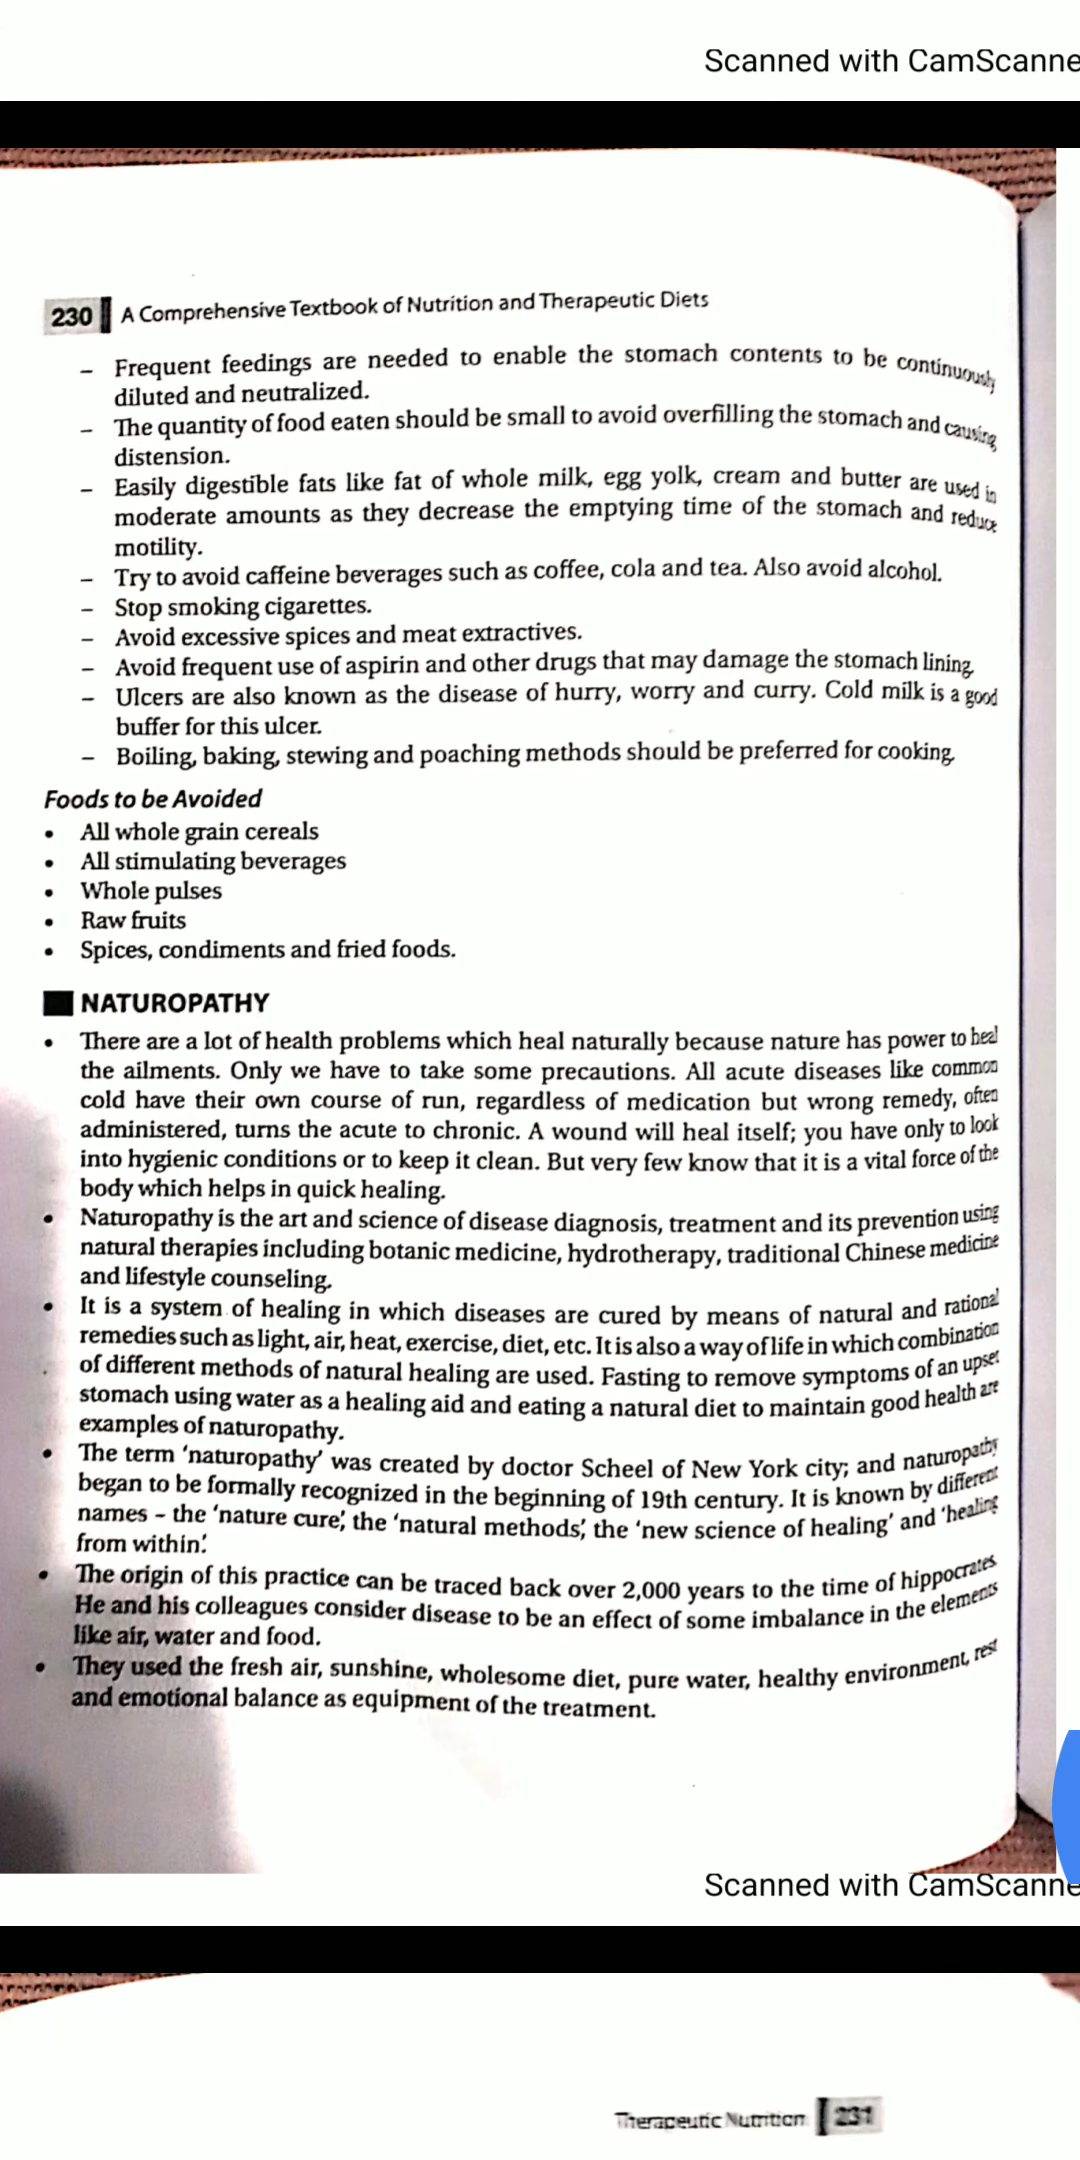 Scanned with CamScanne
230 A Comprehensive Textbook of Nutrition and Therapeutic Diets
– Frequent feedings are needed to enable the stomach contents to be continuously
diluted and neutralized.
– The quantity of food eaten should be small to avoid overfilling the stomach and causing
distension.
– Easily digestible fats like fat of whole milk, egg yolk, cream and butter are used in
moderate amounts as they decrease the emptying time of the stomach and reduce
motility.
– Try to avoid caffeine beverages such as coffee, cola and tea. Also avoid alcohol.
– Stop smoking cigarettes.
– Avoid excessive spices and meat extractives.
– Avoid frequent use of aspirin and other drugs that may damage the stomach lining.
– Ulcers are also known as the disease of hurry, worry and curry. Cold milk is a good
buffer for this ulcer.
– Boiling, baking, stewing and poaching methods should be preferred for cooking.
Foods to be Avoided
• All whole grain cereals
• All stimulating beverages
• Whole pulses
• Raw fruits
• Spices, condiments and fried foods.
NATUROPATHY
• There are a lot of health problems which heal naturally because nature has power to heal
the ailments. Only we have to take some precautions. All acute diseases like common
cold have their own course of run, regardless of medication but wrong remedy, often
administered, turns the acute to chronic. A wound will heal itself; you have only to look
into hygienic conditions or to keep it clean. But very few know that it is a vital force of the
body which helps in quick healing.
• Naturopathy is the art and science of disease diagnosis, treatment and its prevention using
natural therapies including botanic medicine, hydrotherapy, traditional Chinese medicine
and lifestyle counseling.
• It is a system of healing in which diseases are cured by means of natural and rational
remedies such as light, air, heat, exercise, diet, etc. It is also a way of life in which combination
of different methods of natural healing are used. Fasting to remove symptoms of an upset
stomach using water as a healing aid and eating a natural diet to maintain good health are
examples of naturopathy.
• The term 'naturopathy' was created by doctor Scheel of New York city; and naturopathy
began to be formally recognized in the beginning of 19th century. It is known by different
names – the 'nature cure', the 'natural methods', the 'new science of healing' and 'healing
from within'.
• The origin of this practice can be traced back over 2,000 years to the time of hippocrates.
He and his colleagues consider disease to be an effect of some imbalance in the elements
like air, water and food.
• They used the fresh air, sunshine, wholesome diet, pure water, healthy environment, rest
and emotional balance as equipment of the treatment.
Scanned with CamScanne
Therapeutic Nutrition 231